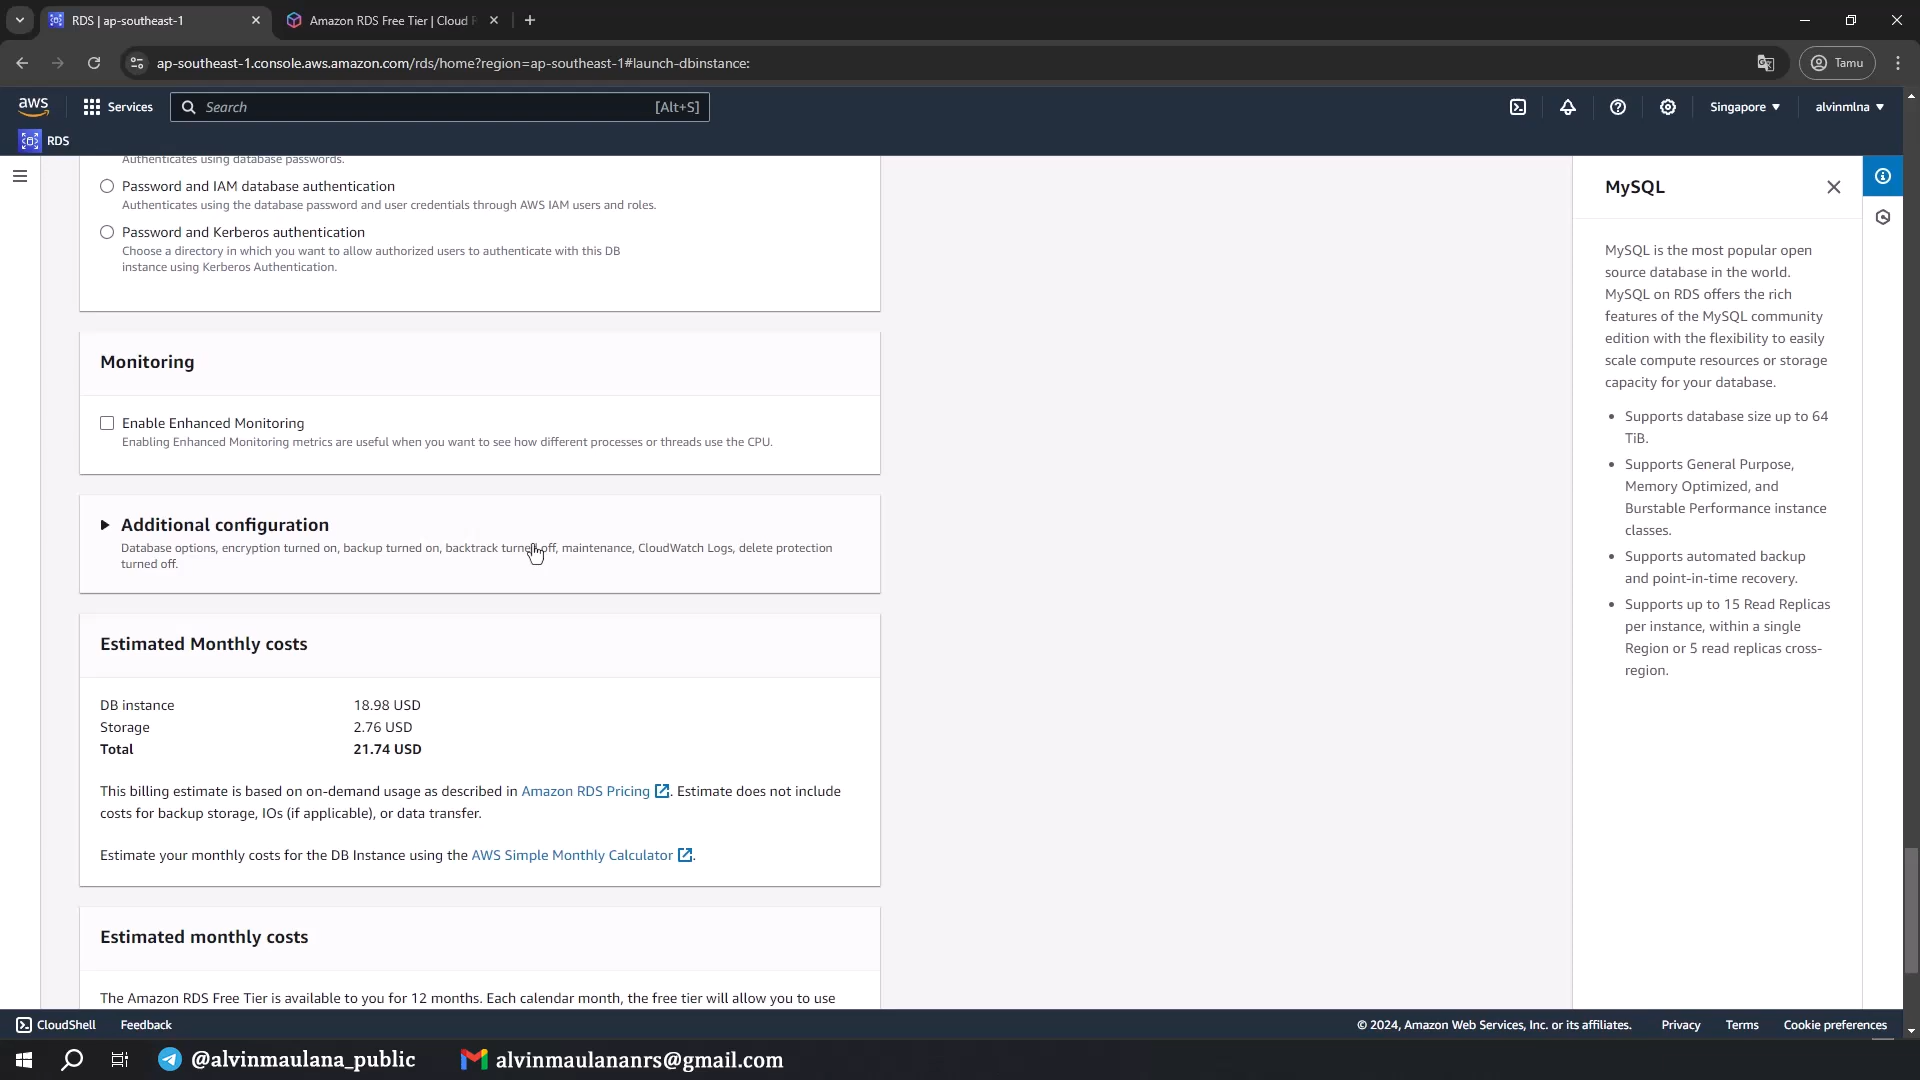 RDS | ap-southeast-1
Amazon RDS Free Tier | Cloud
ap-southeast-1.console.aws.amazon.com/rds/home?region=ap-southeast-1#launch-dbinstance:
Tamu
aws
Services
Search
[Alt+S]
Singapore
alvinmlna
RDS
Authenticates using database passwords.
Password and IAM database authentication
Authenticates using the database password and user credentials through AWS IAM users and roles.
Password and Kerberos authentication
Choose a directory in which you want to allow authorized users to authenticate with this DB
instance using Kerberos Authentication.
Monitoring
Enable Enhanced Monitoring
Enabling Enhanced Monitoring metrics are useful when you want to see how different processes or threads use the CPU.
Additional configuration
Database options, encryption turned on, backup turned on, backtrack turned off, maintenance, CloudWatch Logs, delete protection
turned off.
Estimated Monthly costs
DB instance 18.98 USD
Storage 2.76 USD
Total 21.74 USD
This billing estimate is based on on-demand usage as described in Amazon RDS Pricing. Estimate does not include
costs for backup storage, IOs (if applicable), or data transfer.
Estimate your monthly costs for the DB Instance using the AWS Simple Monthly Calculator.
Estimated monthly costs
The Amazon RDS Free Tier is available to you for 12 months. Each calendar month, the free tier will allow you to use
MySQL
MySQL is the most popular open
source database in the world.
MySQL on RDS offers the rich
features of the MySQL community
edition with the flexibility to easily
scale compute resources or storage
capacity for your database.
• Supports database size up to 64
TiB.
• Supports General Purpose,
Memory Optimized, and
Burstable Performance instance
classes.
• Supports automated backup
and point-in-time recovery.
• Supports up to 15 Read Replicas
per instance, within a single
Region or 5 read replicas cross-
region.
CloudShell
Feedback
© 2024, Amazon Web Services, Inc. or its affiliates.
Privacy
Terms
Cookie preferences
@alvinmaulana_public
alvinmaulananrs@gmail.com